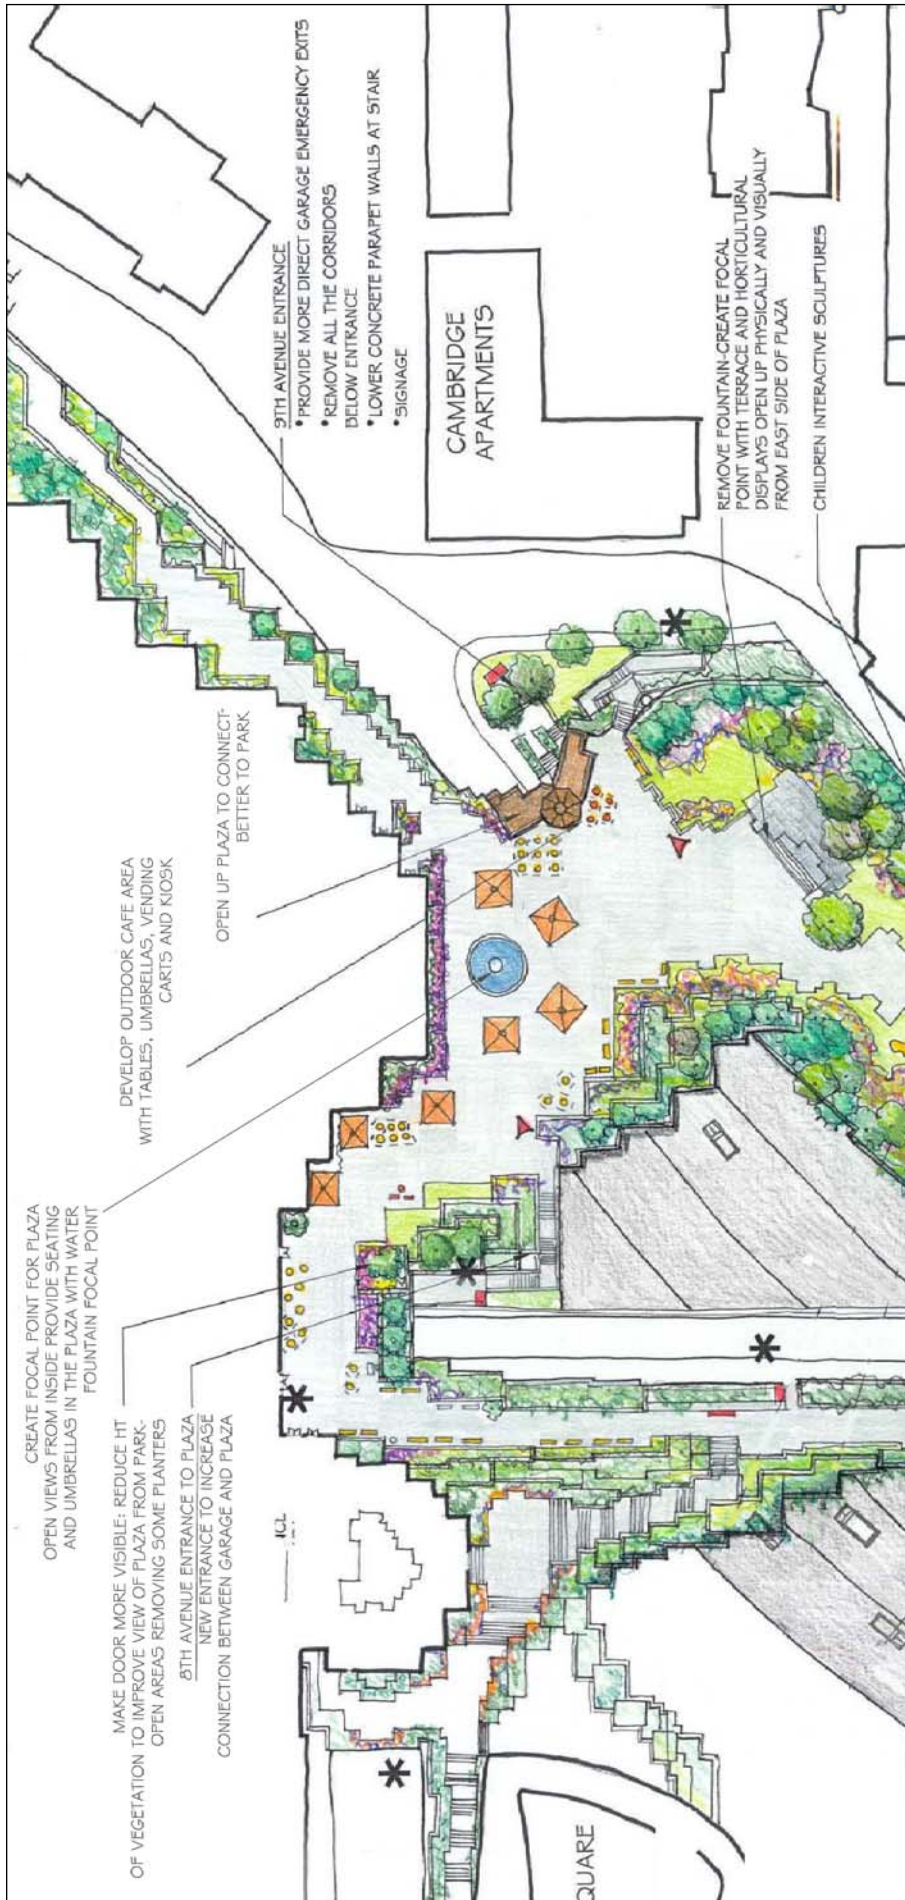 CREATE FOCAL POINT FOR PLAZA
OPEN VIEWS FROM INSIDE PROVIDE SEATING
AND UMBRELLAS IN THE PLAZA WITH WATER
FOUNTAIN FOCAL POINT
MAKE DOOR MORE VISIBLE: REDUCE HT
OF VEGETATION TO IMPROVE VIEW OF PLAZA FROM PARK-
OPEN AREAS REMOVING SOME PLANTERS
8TH AVENUE ENTRANCE TO PLAZA
NEW ENTRANCE TO INCREASE
CONNECTION BETWEEN GARAGE AND PLAZA
DEVELOP OUTDOOR CAFE AREA
WITH TABLES, UMBRELLAS, VENDING
CARTS AND KIOSK
OPEN UP PLAZA TO CONNECT-
BETTER TO PARK
9TH AVENUE ENTRANCE
• PROVIDE MORE DIRECT GARAGE EMERGENCY EXITS
• REMOVE ALL THE CORRIDORS
BELOW ENTRANCE
• LOWER CONCRETE PARAPET WALLS AT STAIR
• SIGNAGE
CAMBRIDGE
APARTMENTS
REMOVE FOUNTAIN-CREATE FOCAL
POINT WITH TERRACE AND HORTICULTURAL
DISPLAYS OPEN UP PHYSICALLY AND VISUALLY
FROM EAST SIDE OF PLAZA
CHILDREN INTERACTIVE SCULPTURES
QUARE